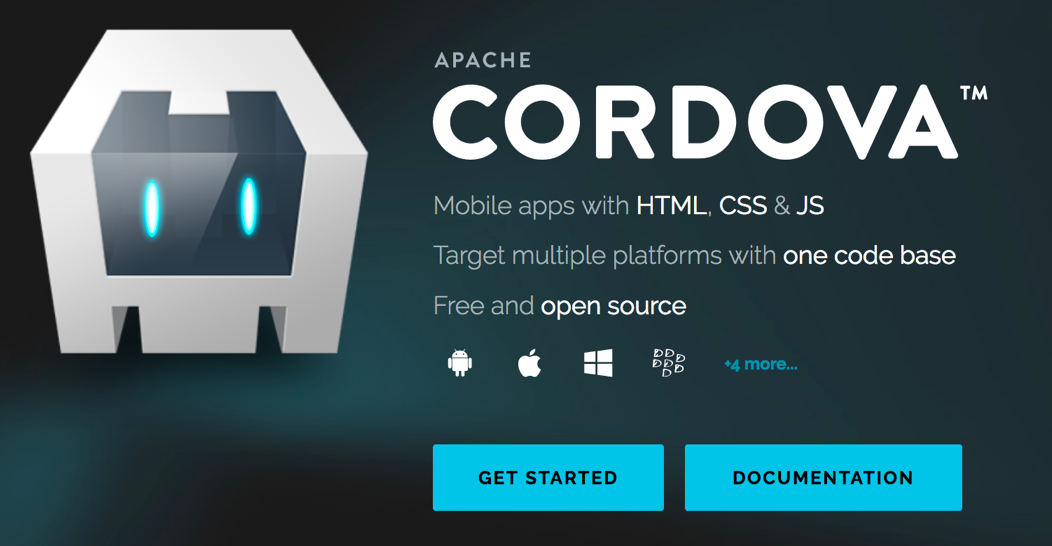 APACHE
CORDOVA™
Mobile apps with HTML, CSS & JS
Target multiple platforms with one code base
Free and open source
+4 more...
GET STARTED
DOCUMENTATION